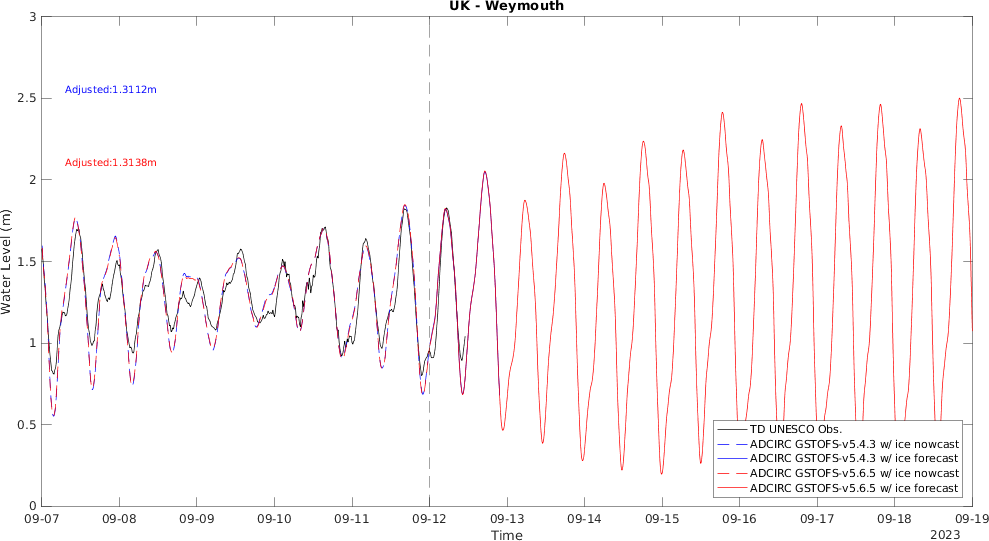 UK - Weymouth
3
2.5
2
1.5
1
0.5
0
Water Level (m)
Adjusted:1.3112m
Adjusted:1.3138m
TD UNESCO Obs.
ADCIRC GSTOFS-v5.4.3 w/ ice nowcast
ADCIRC GSTOFS-v5.4.3 w/ ice forecast
ADCIRC GSTOFS-v5.6.5 w/ ice nowcast
ADCIRC GSTOFS-v5.6.5 w/ ice forecast
09-07 09-08 09-09 09-10 09-11 09-12 09-13 09-14 09-15 09-16 09-17 09-18 09-19
Time
2023